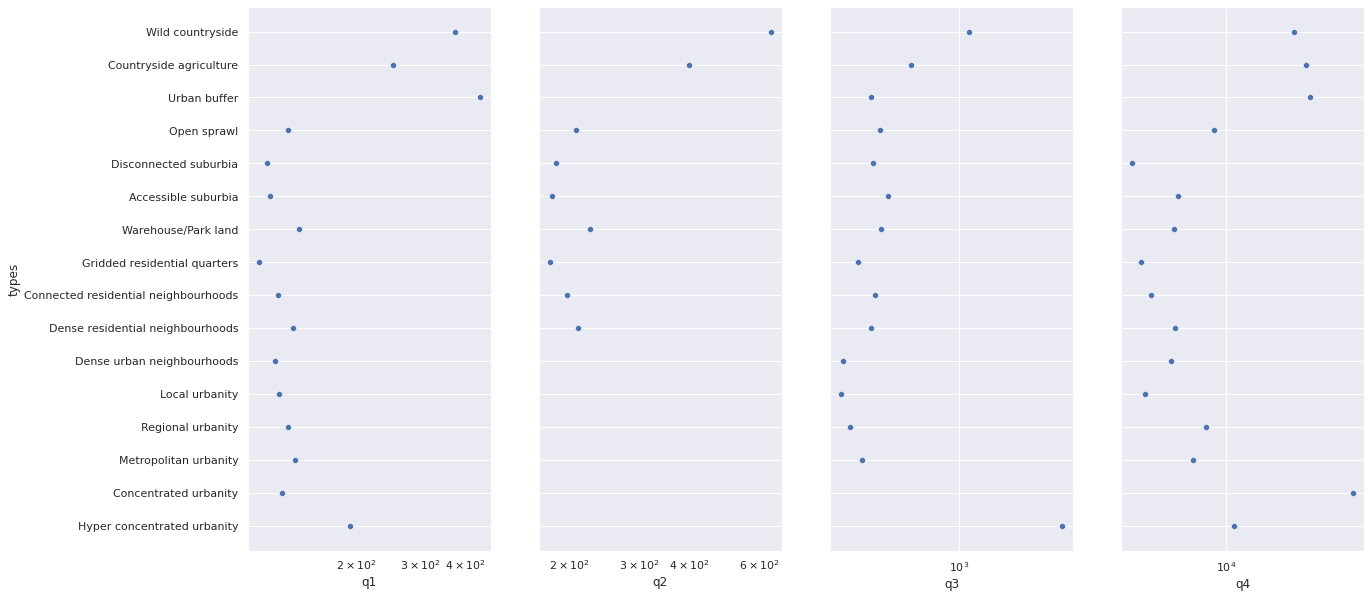 Wild countryside
Countryside agriculture
Urban buffer
Open sprawl
Disconnected suburbia
Accessible suburbia
Warehouse/Park land
Gridded residential quarters
Connected residential neighbourhoods
Dense residential neighbourhoods
Dense urban neighbourhoods
Local urbanity
Regional urbanity
Metropolitan urbanity
Concentrated urbanity
Hyper concentrated urbanity
types
2 × 10² 3 × 10² 4 × 10²
q1
2 × 10² 3 × 10² 4 × 10² 6 × 10²
q2
10³
q3
10⁴
q4